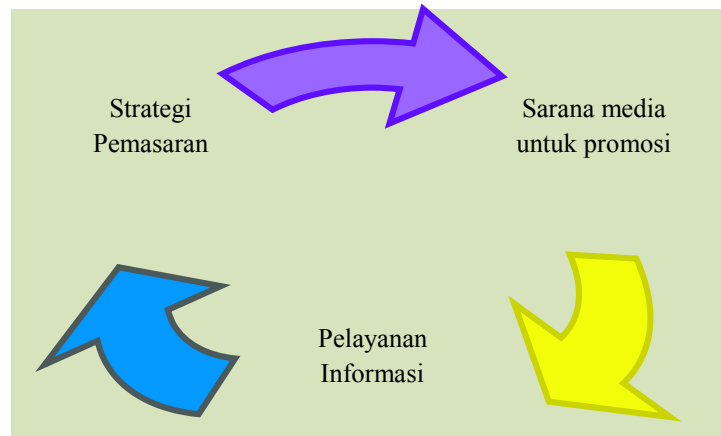 Strategi
Pemasaran
Sarana media
untuk promosi
Pelayanan
Informasi